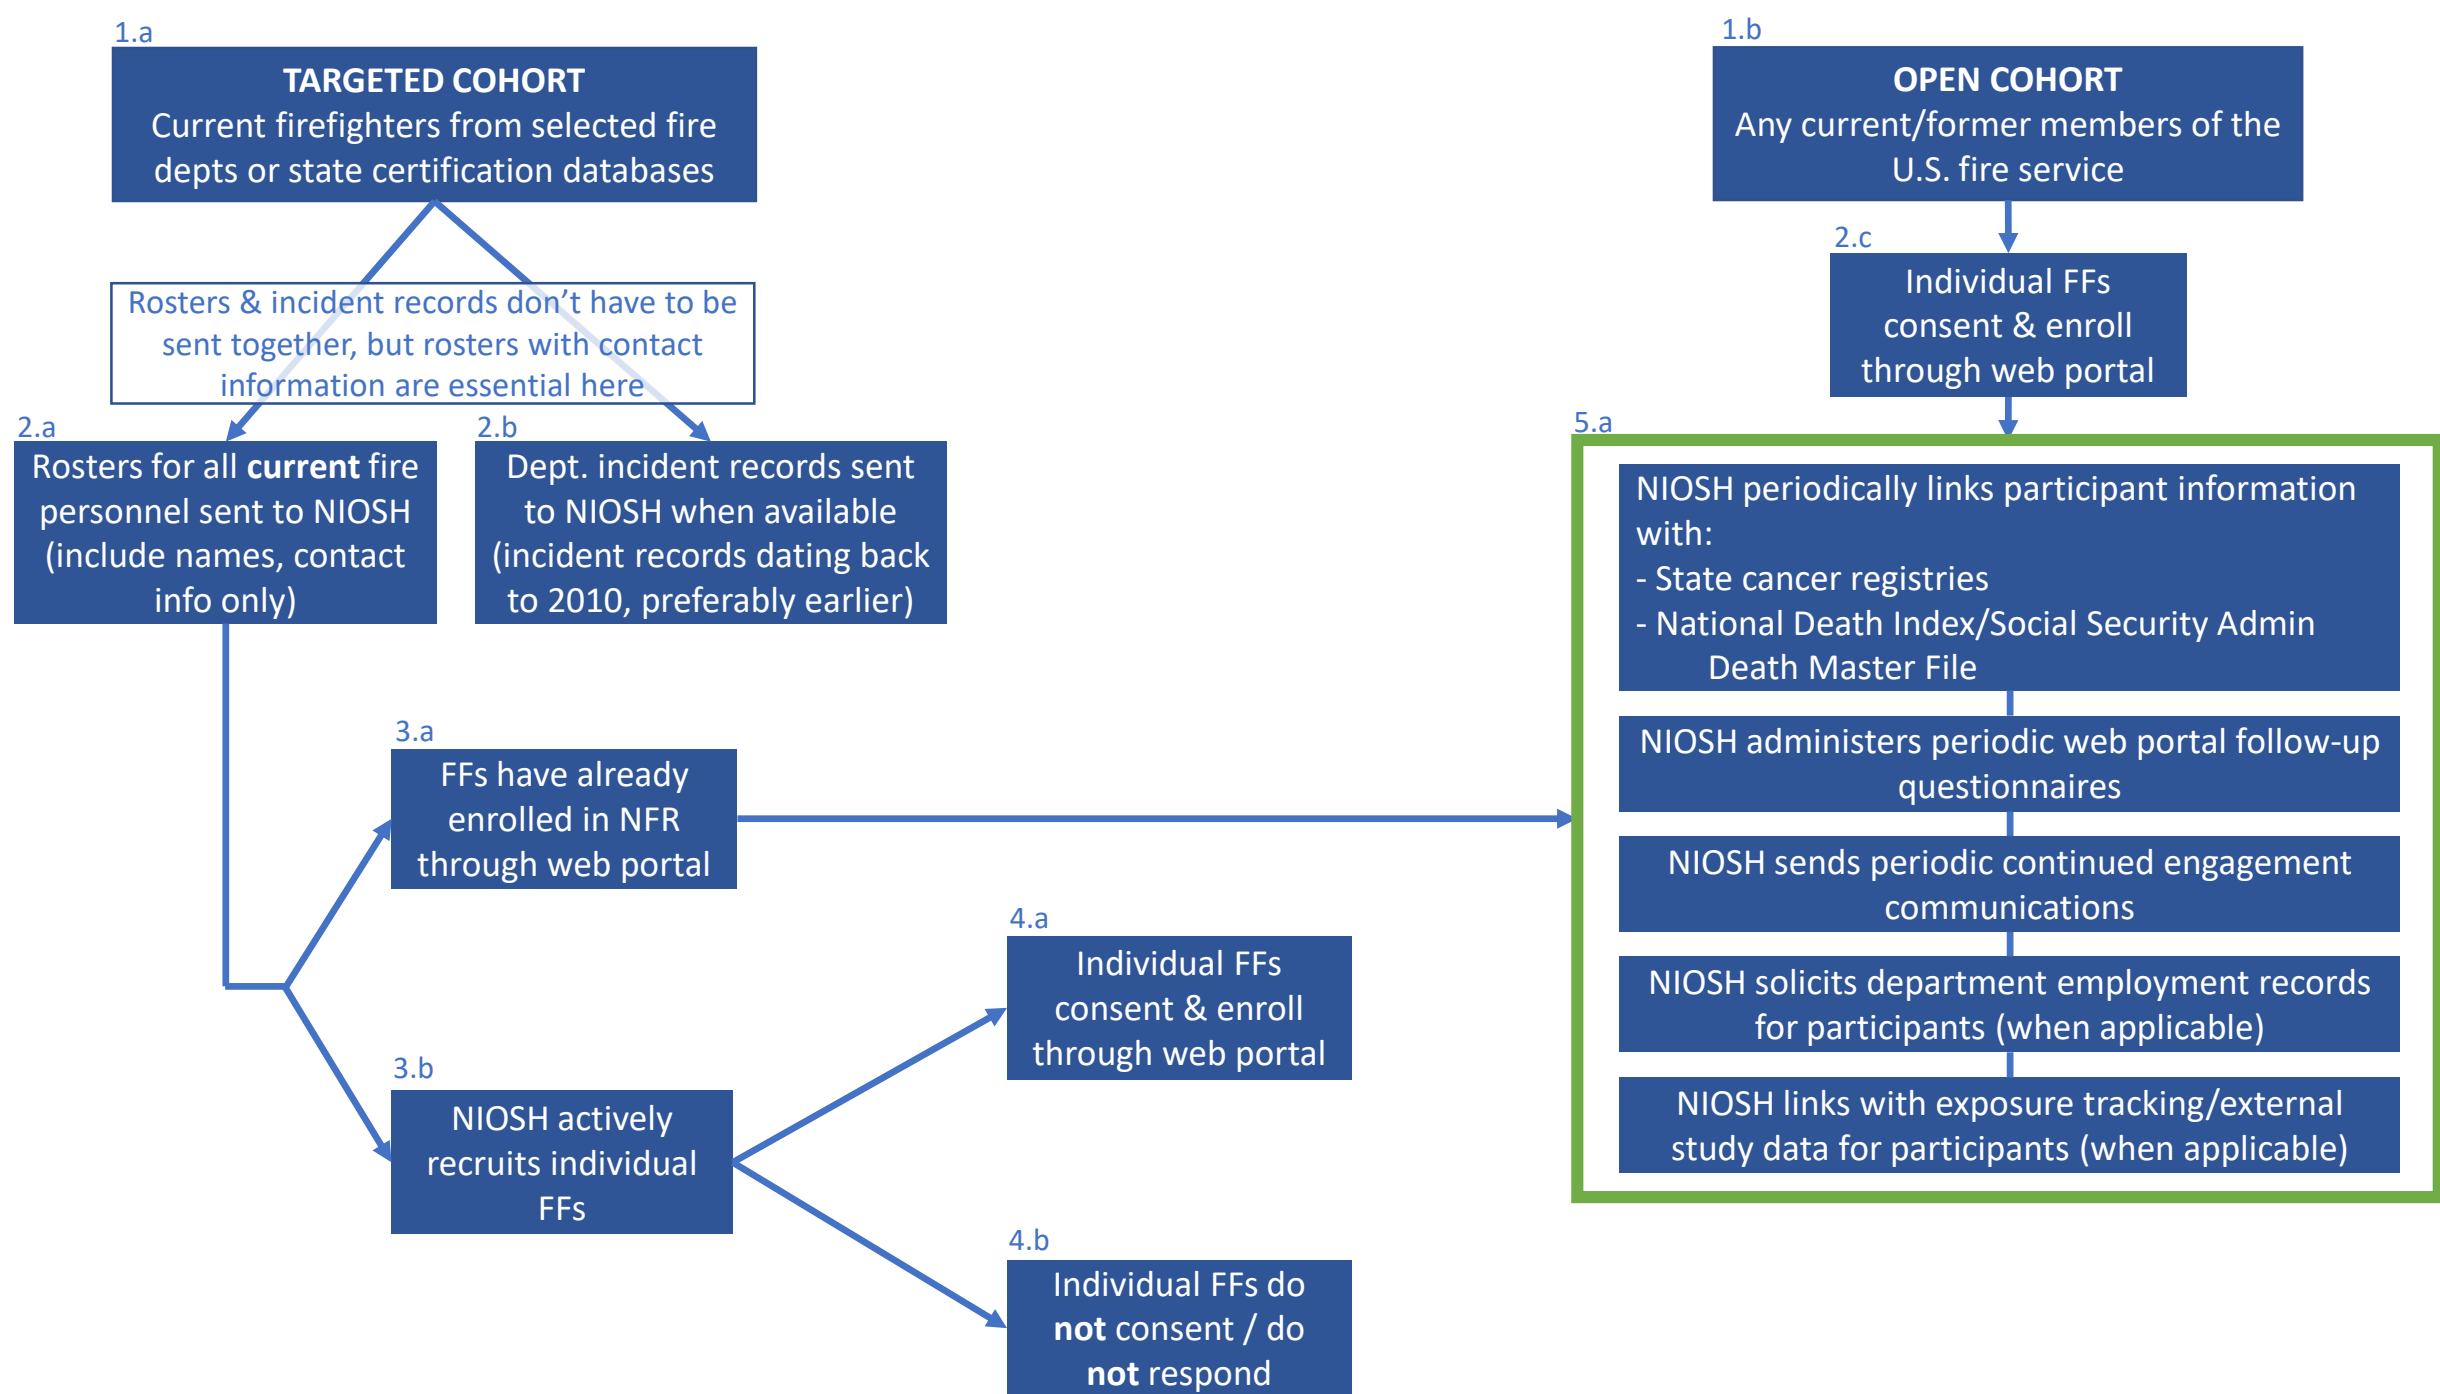 1.a
TARGETED COHORT
Current firefighters from selected fire
depts or state certification databases
1.b
OPEN COHORT
Any current/former members of the
U.S. fire service
Rosters & incident records don't have to be
sent together, but rosters with contact
information are essential here
2.a
Rosters for all current fire
personnel sent to NIOSH
(include names, contact
info only)
2.b
Dept. incident records sent
to NIOSH when available
(incident records dating back
to 2010, preferably earlier)
2.c
Individual FFs
consent & enroll
through web portal
3.a
FFs have already
enrolled in NFR
through web portal
3.b
NIOSH actively
recruits individual
FFs
4.a
Individual FFs
consent & enroll
through web portal
4.b
Individual FFs do
not consent / do
not respond
5.a
NIOSH periodically links participant information
with:
- State cancer registries
- National Death Index/Social Security Admin
Death Master File
NIOSH administers periodic web portal follow-up
questionnaires
NIOSH sends periodic continued engagement
communications
NIOSH solicits department employment records
for participants (when applicable)
NIOSH links with exposure tracking/external
study data for participants (when applicable)